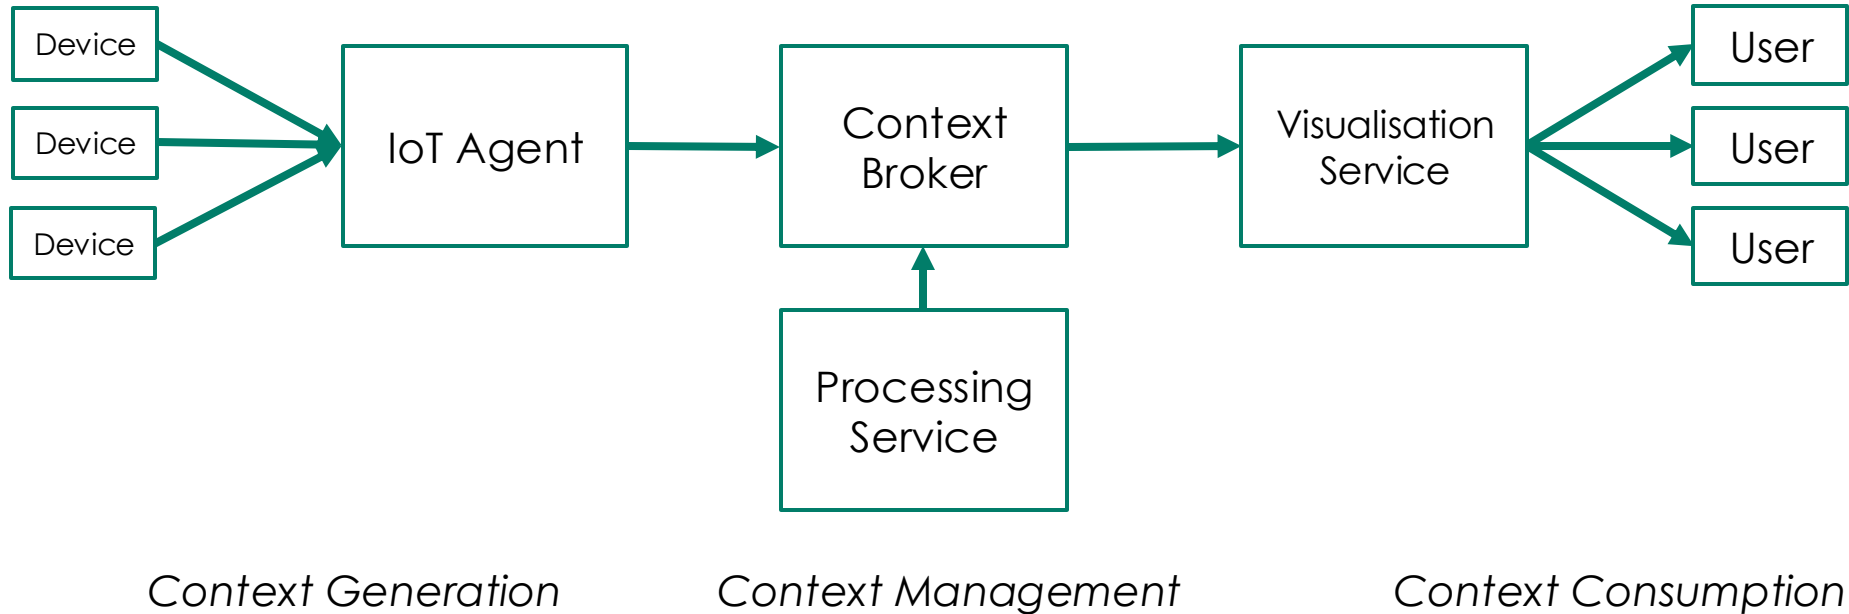 Device
Device
Device
IoT Agent
Context
Broker
Processing
Service
Visualisation
Service
User
User
User
Context Generation
Context Management
Context Consumption